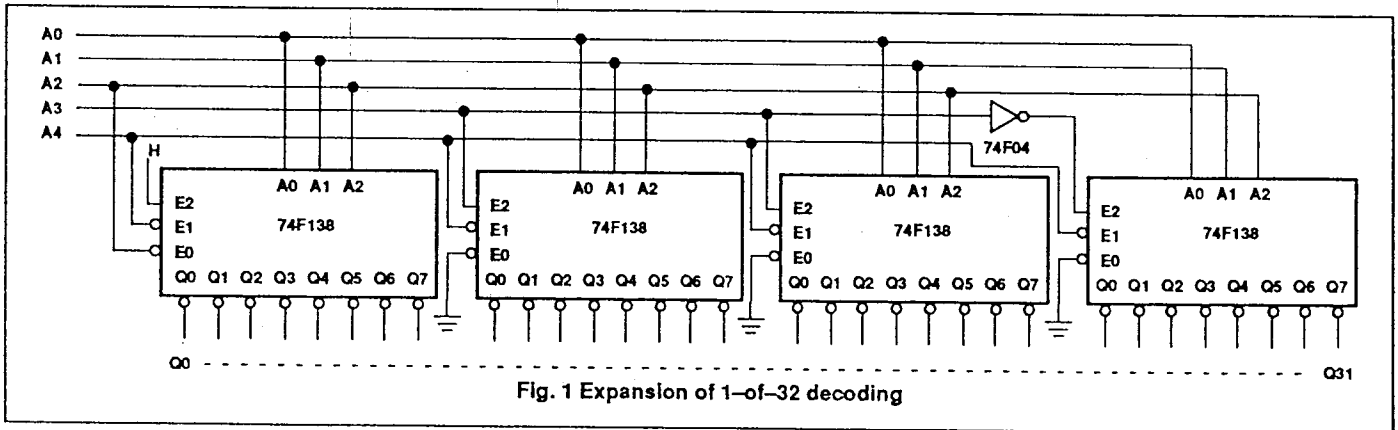 A0
A1
A2
A3
A4
H
74F04
A0 A1 A2
A0 A1 A2
A0 A1 A2
A0 A1 A2
E2
E1
E0
74F138
E2
E1
E0
74F138
E2
E1
E0
74F138
E2
E1
E0
74F138
Q0 Q1 Q2 Q3 Q4 Q5 Q6 Q7
Q0 Q1 Q2 Q3 Q4 Q5 Q6 Q7
Q0 Q1 Q2 Q3 Q4 Q5 Q6 Q7
Q0 Q1 Q2 Q3 Q4 Q5 Q6 Q7
Q0 Q31
Fig. 1 Expansion of 1–of–32 decoding